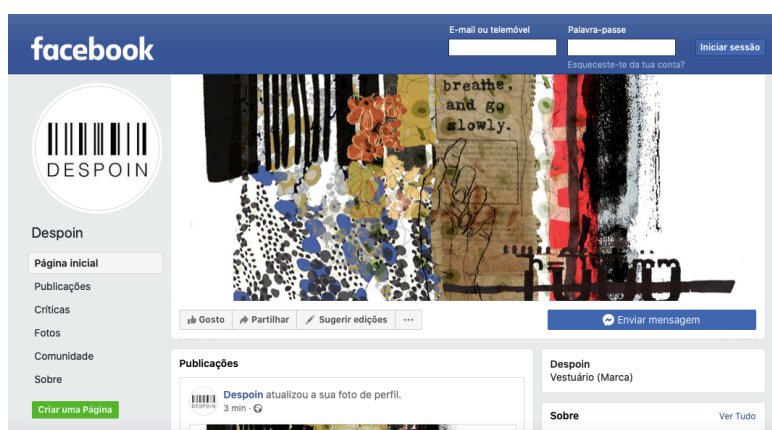 facebook
E-mail ou telemóvel
Palavra-passe
Iniciar sessão
Esqueceste-te da tua conta?
DESPOIN
breathe,
and go
slowly.
Despoin
Página inicial
Publicações
Críticas
Fotos
Comunidade
Sobre
Criar uma Página
Gosto
Partilhar
Sugerir edições
...
Enviar mensagem
Publicações
DESPOIN
Despoin atualizou a sua foto de perfil.
3 min ·
Despoin
Vestuário (Marca)
Sobre
Ver Tudo